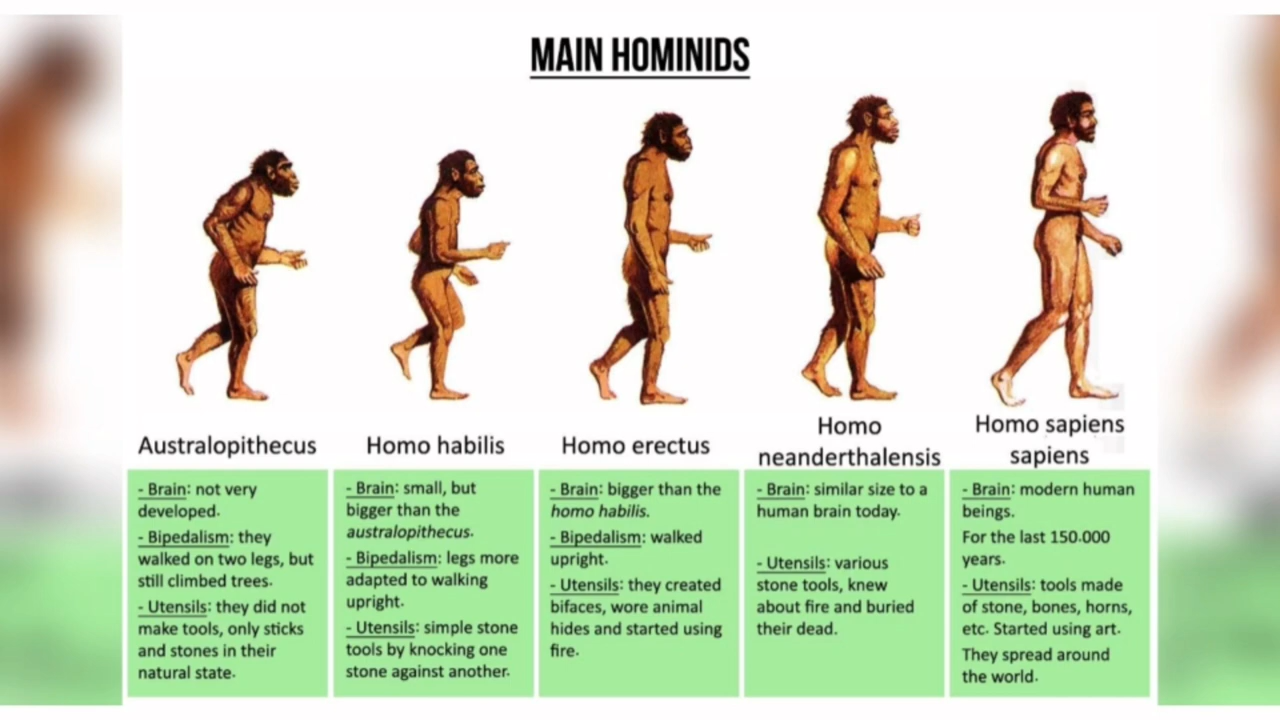 MAIN HOMINIDS
Australopithecus
- Brain: not very
developed.
- Bipedalism: they
walked on two legs, but
still climbed trees.
- Utensils: they did not
make tools, only sticks
and stones in their
natural state.
Homo habilis
- Brain: small, but
bigger than the
australopithecus.
- Bipedalism: legs more
adapted to walking
upright.
- Utensils: simple stone
tools by knocking one
stone against another.
Homo erectus
- Brain: bigger than the
homo habilis.
- Bipedalism: walked
upright.
- Utensils: they created
bifaces, wore animal
hides and started using
fire.
Homo
neanderthalensis
- Brain: similar size to a
human brain today.
- Utensils: various
stone tools, knew
about fire and buried
their dead.
Homo sapiens
sapiens
- Brain: modern human
beings.
For the last 150.000
years.
- Utensils: tools made
of stone, bones, horns,
etc. Started using art.
They spread around
the world.